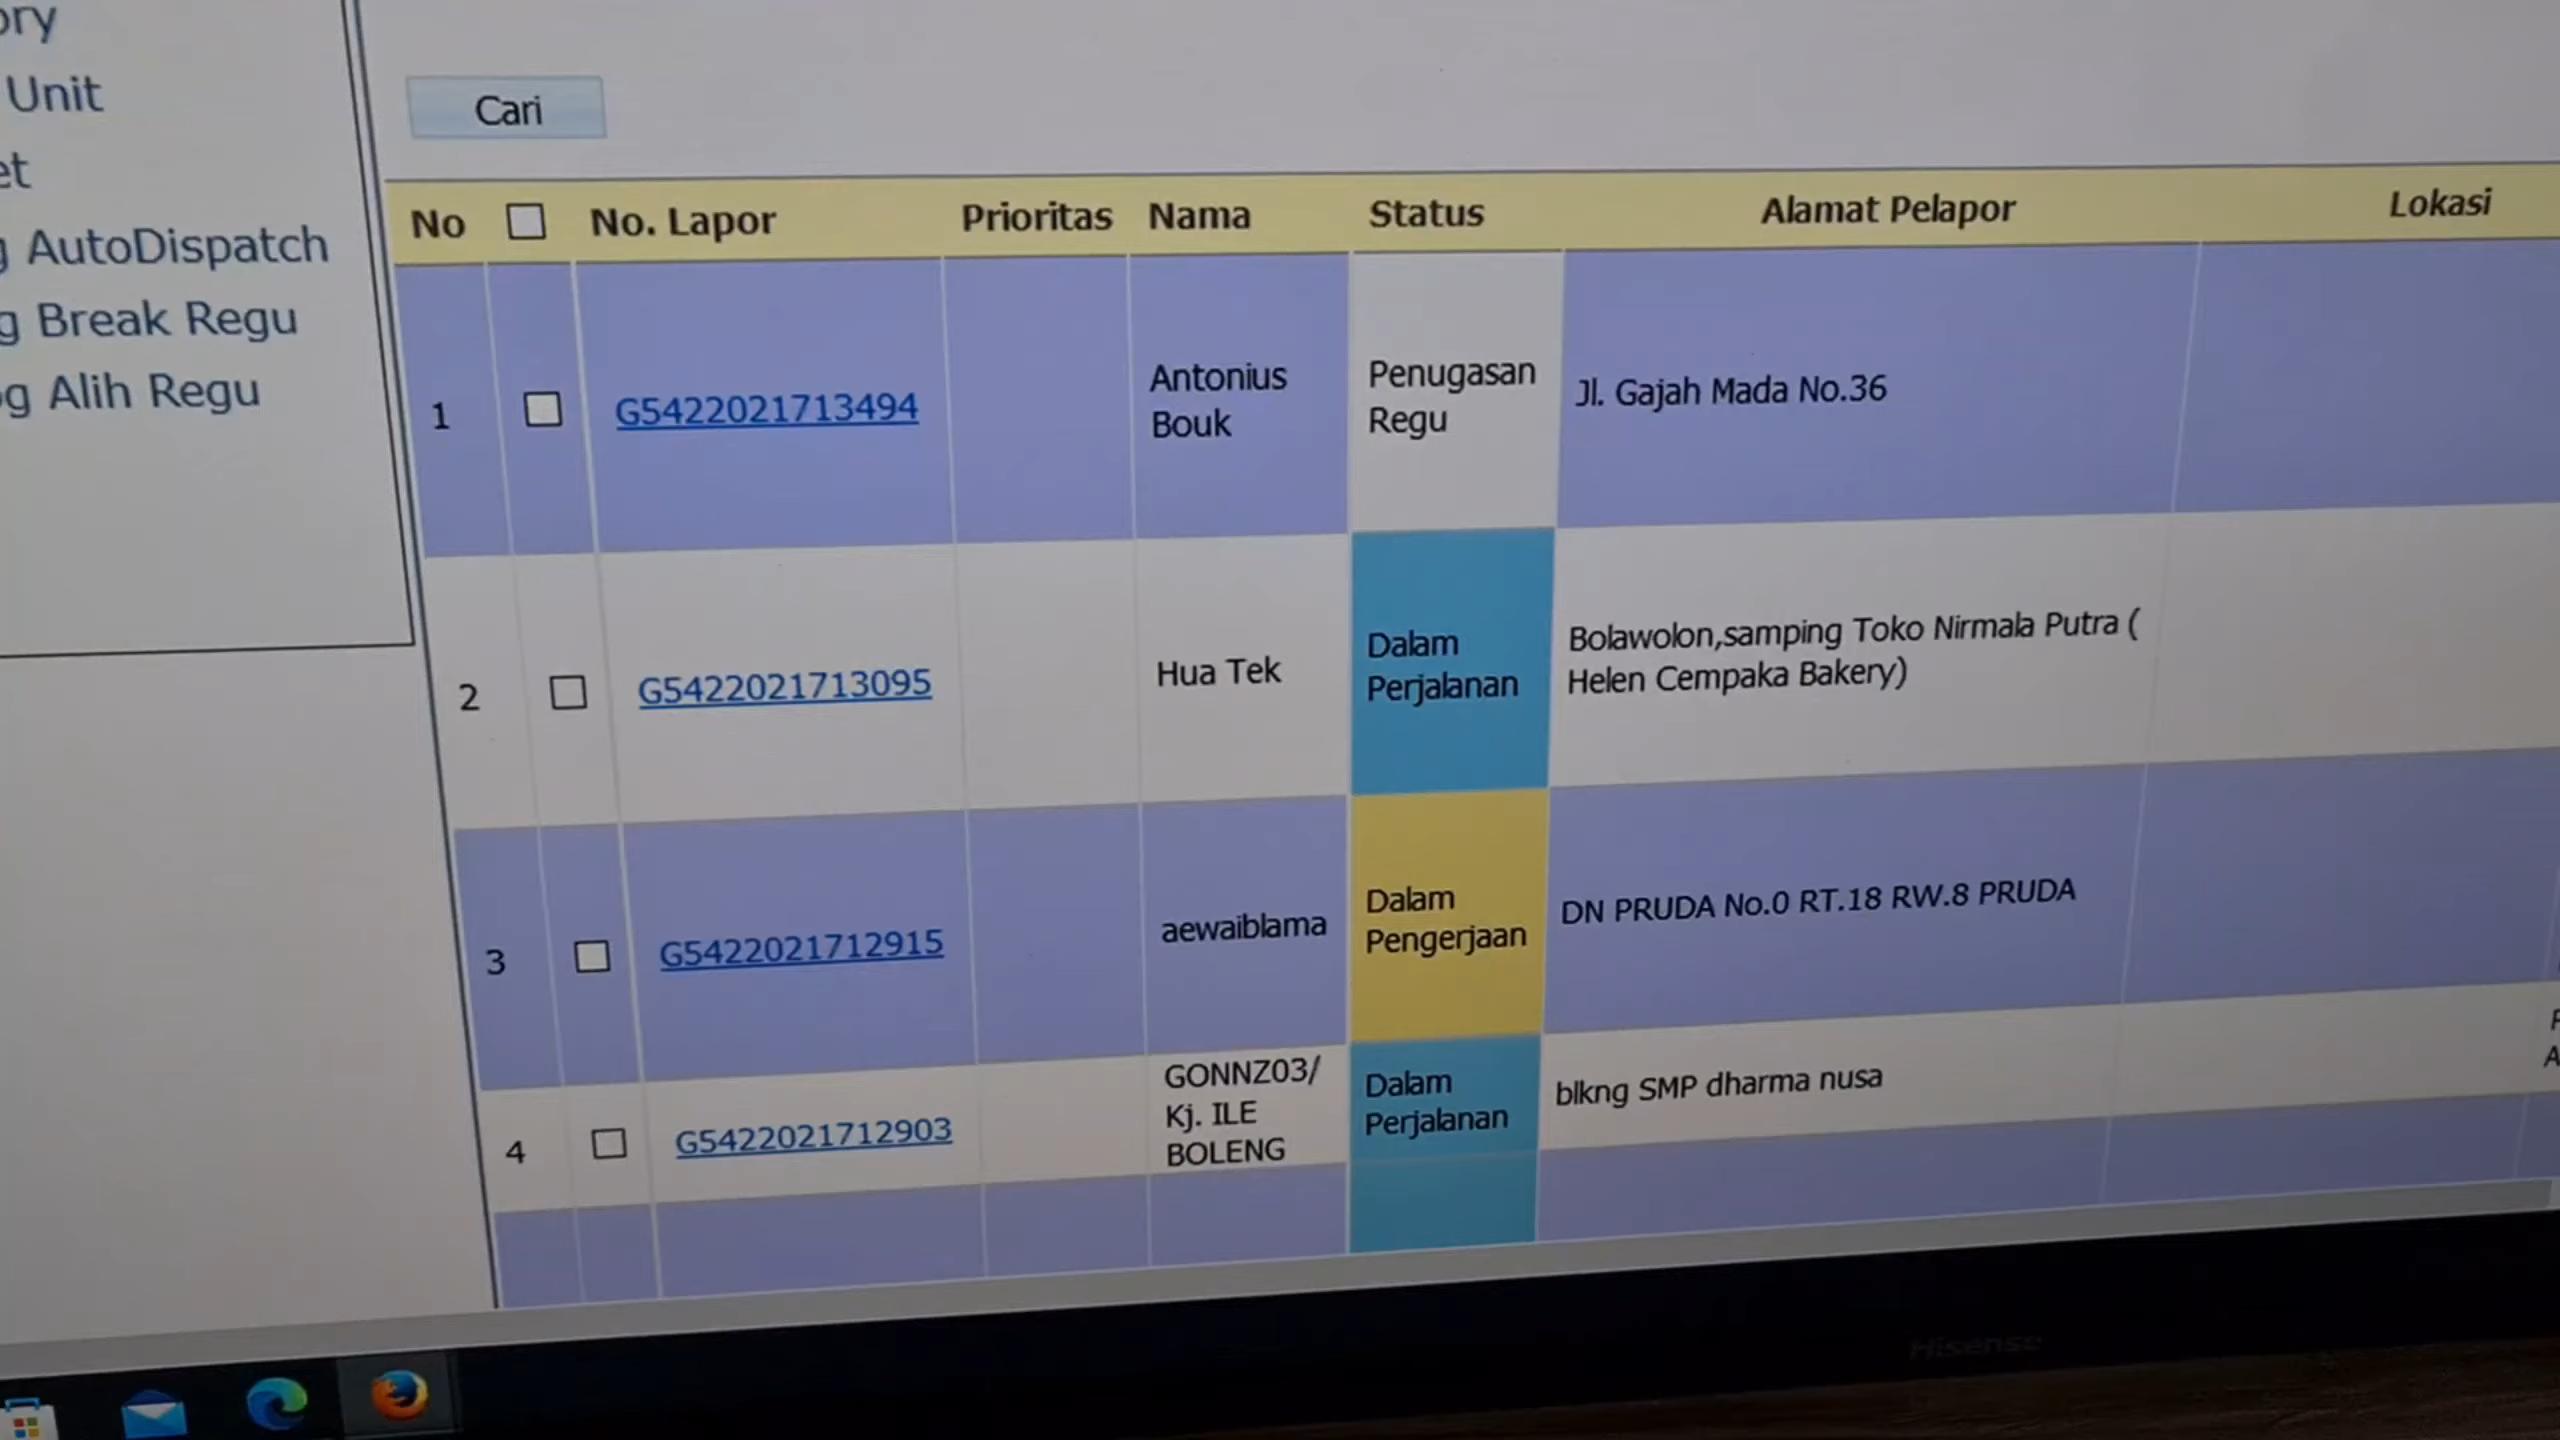 ory
Unit
et
g AutoDispatch
g Break Regu
og Alih Regu
Cari
No No. Lapor Prioritas Nama Status Alamat Pelapor Lokasi
1 G5422021713494 Antonius
Bouk
Penugasan
Regu
Jl. Gajah Mada No.36
2 G5422021713095 Hua Tek
Dalam
Perjalanan
Bolawolon,samping Toko Nirmala Putra (
Helen Cempaka Bakery)
3 G5422021712915 aewaiblama
Dalam
Pengerjaan
DN PRUDA No.0 RT.18 RW.8 PRUDA
4 G5422021712903
GONNZ03/
Kj. ILE
BOLENG
Dalam
Perjalanan
blkng SMP dharma nusa
Hisense